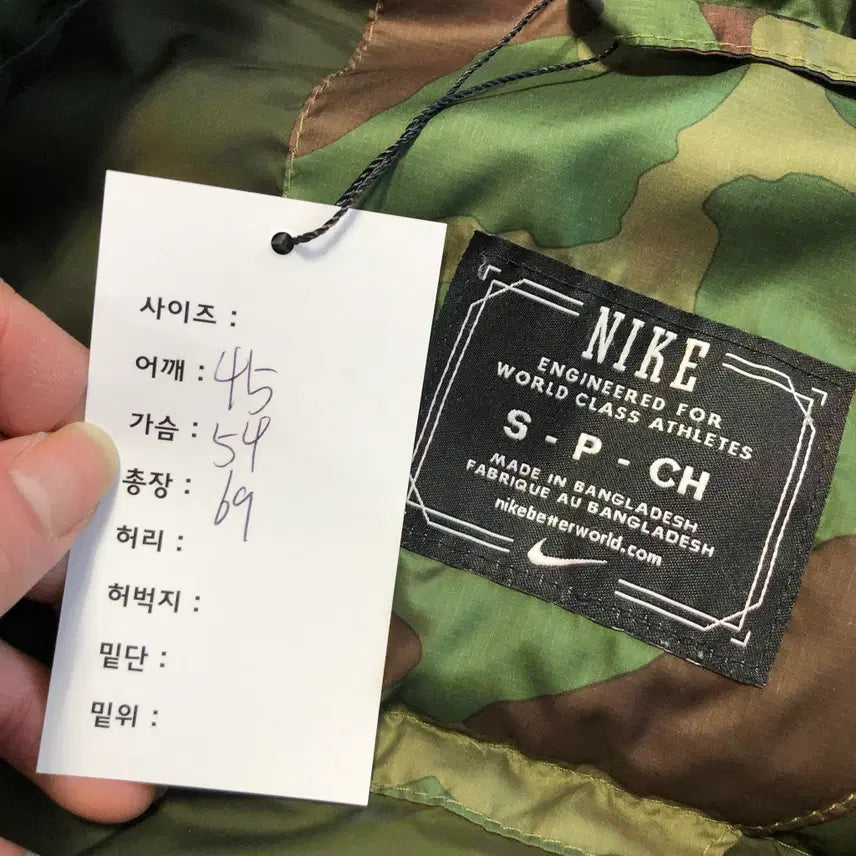 사이즈 :
어깨 : 45
가슴 : 54
총장 : 69
허리 :
허벅지 :
밑단 :
밑위 :
NIKE
ENGINEERED FOR
WORLD CLASS ATHLETES
S - P - CH
MADE IN BANGLADESH
FABRIQUE AU BANGLADESH
nikebetterworld.com